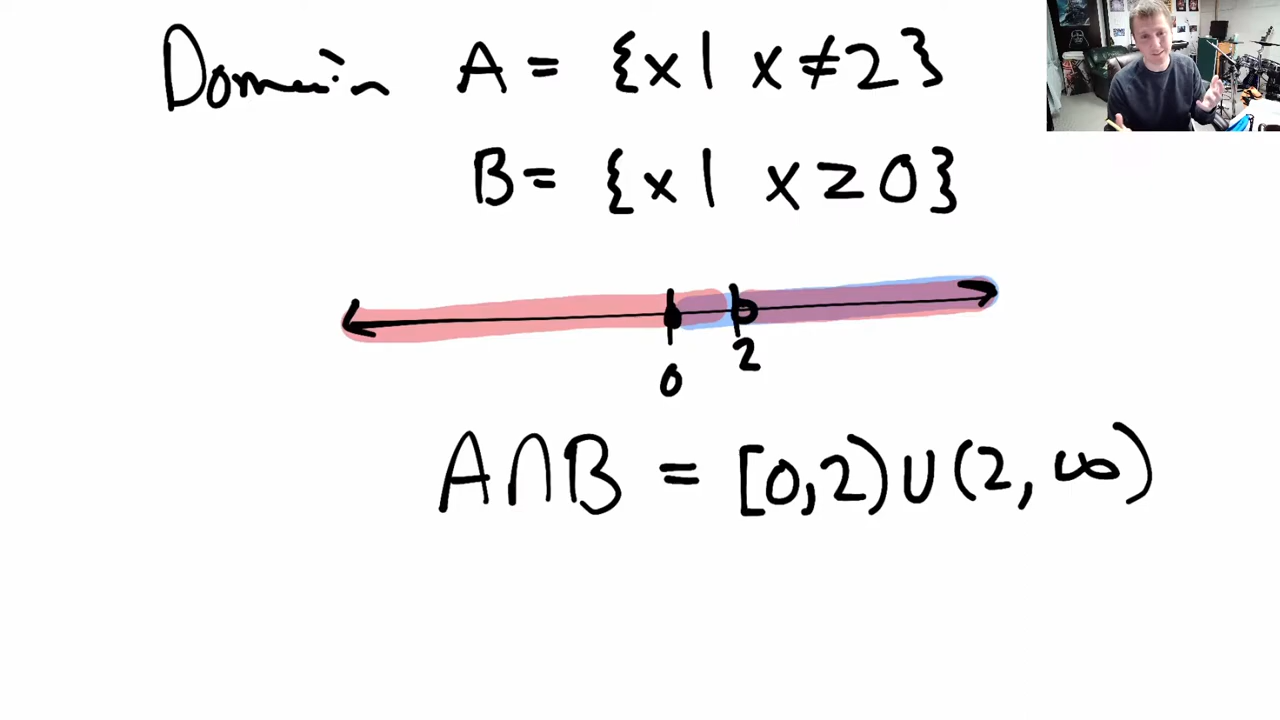 Domain A = {x| x≠2}
B = {x| x≥0}
0 2
A∩B = [0,2)∪(2,∞)